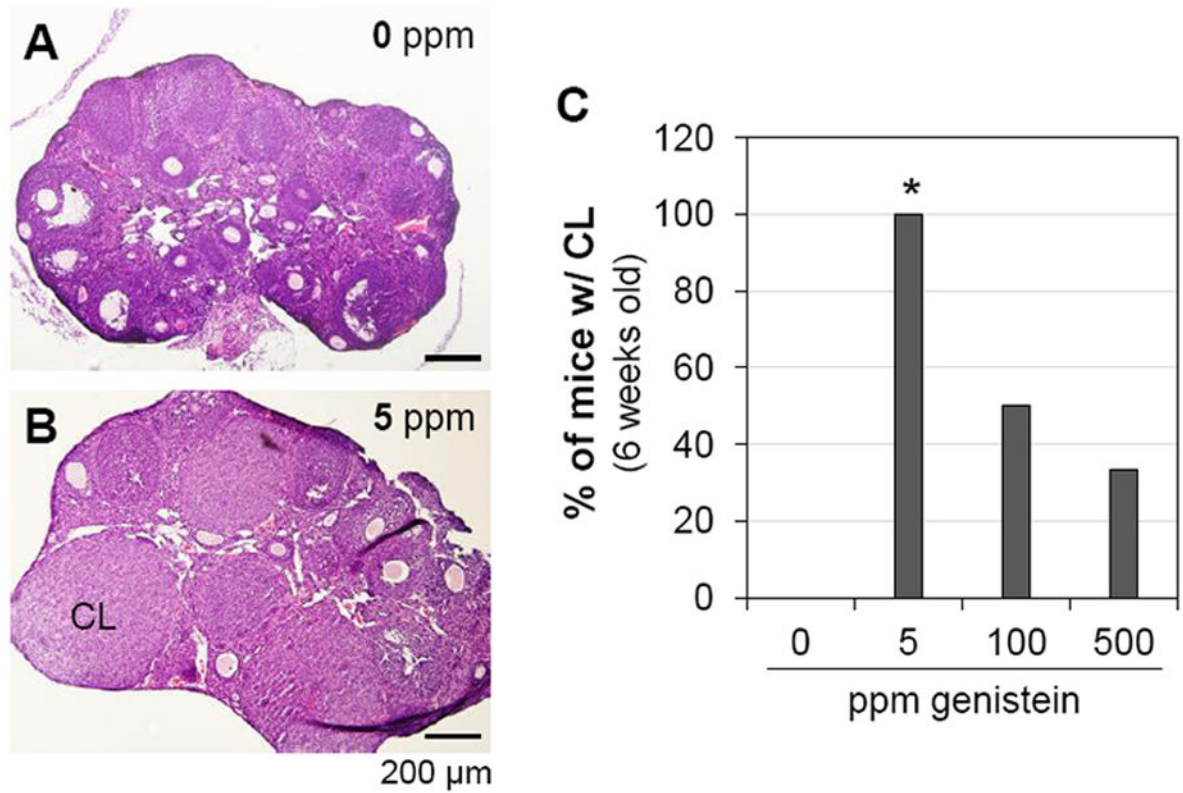 A
0 ppm
B
5 ppm
CL
200 µm
C
% of mice w/ CL
(6 weeks old)
120
100
80
60
40
20
0
*
0 5 100 500
ppm genistein